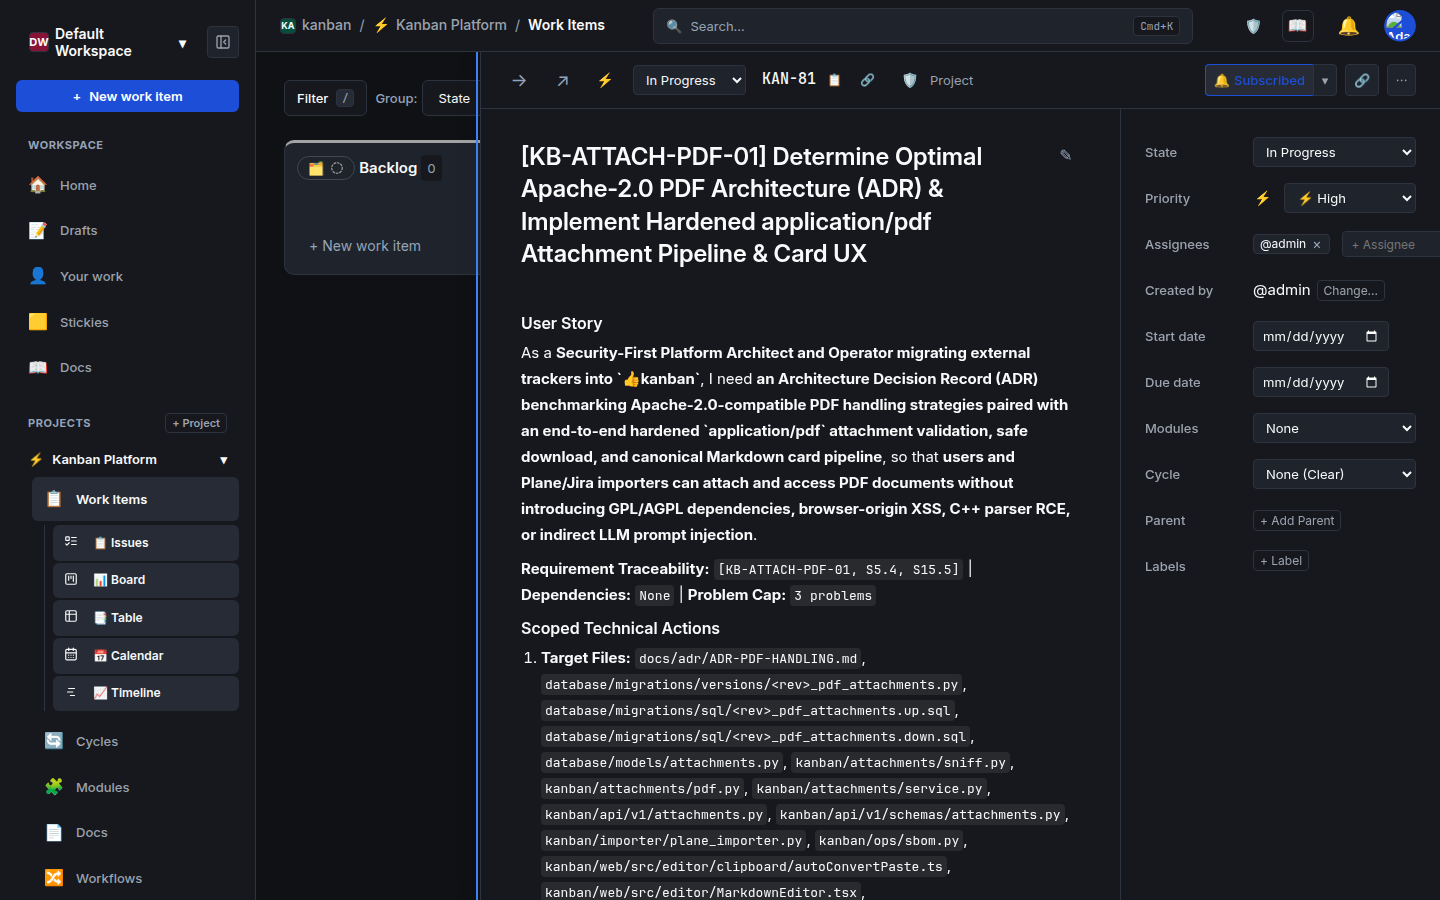 DW Default Workspace ▼
+ New work item
WORKSPACE
🏠 Home
📝 Drafts
👤 Your work
🟨 Stickies
📖 Docs
PROJECTS + Project
⚡ Kanban Platform ▼
📋 Work Items
📋 Issues
📊 Board
📑 Table
📅 Calendar
📈 Timeline
🔄 Cycles
🧩 Modules
📄 Docs
🔀 Workflows
KA kanban / ⚡ Kanban Platform / Work Items
🔍 Search... Cmd+K
Ada
Filter / Group: State
Backlog 0
+ New work item
→ ↗ ⚡ In Progress KAN-81 📋 🔗 🛡️ Project
🔔 Subscribed ▾ 🔗 ···
[KB-ATTACH-PDF-01] Determine Optimal
Apache-2.0 PDF Architecture (ADR) &
Implement Hardened application/pdf
Attachment Pipeline & Card UX
✎
User Story
As a Security-First Platform Architect and Operator migrating external
trackers into `👍kanban`, I need an Architecture Decision Record (ADR)
benchmarking Apache-2.0-compatible PDF handling strategies paired with
an end-to-end hardened `application/pdf` attachment validation, safe
download, and canonical Markdown card pipeline, so that users and
Plane/Jira importers can attach and access PDF documents without
introducing GPL/AGPL dependencies, browser-origin XSS, C++ parser RCE,
or indirect LLM prompt injection.
Requirement Traceability: [KB-ATTACH-PDF-01, S5.4, S15.5] |
Dependencies: None | Problem Cap: 3 problems
Scoped Technical Actions
1. Target Files: docs/adr/ADR-PDF-HANDLING.md,
database/migrations/versions/<rev>_pdf_attachments.py,
database/migrations/sql/<rev>_pdf_attachments.up.sql,
database/migrations/sql/<rev>_pdf_attachments.down.sql,
database/models/attachments.py, kanban/attachments/sniff.py,
kanban/attachments/pdf.py, kanban/attachments/service.py,
kanban/api/v1/attachments.py, kanban/api/v1/schemas/attachments.py,
kanban/importer/plane_importer.py, kanban/ops/sbom.py,
kanban/web/src/editor/clipboard/autoConvertPaste.ts,
kanban/web/src/editor/MarkdownEditor.tsx,
State In Progress
Priority ⚡ ⚡ High
Assignees @admin × + Assignee
Created by @admin Change...
Start date mm/dd/yyyy
Due date mm/dd/yyyy
Modules None
Cycle None (Clear)
Parent + Add Parent
Labels + Label